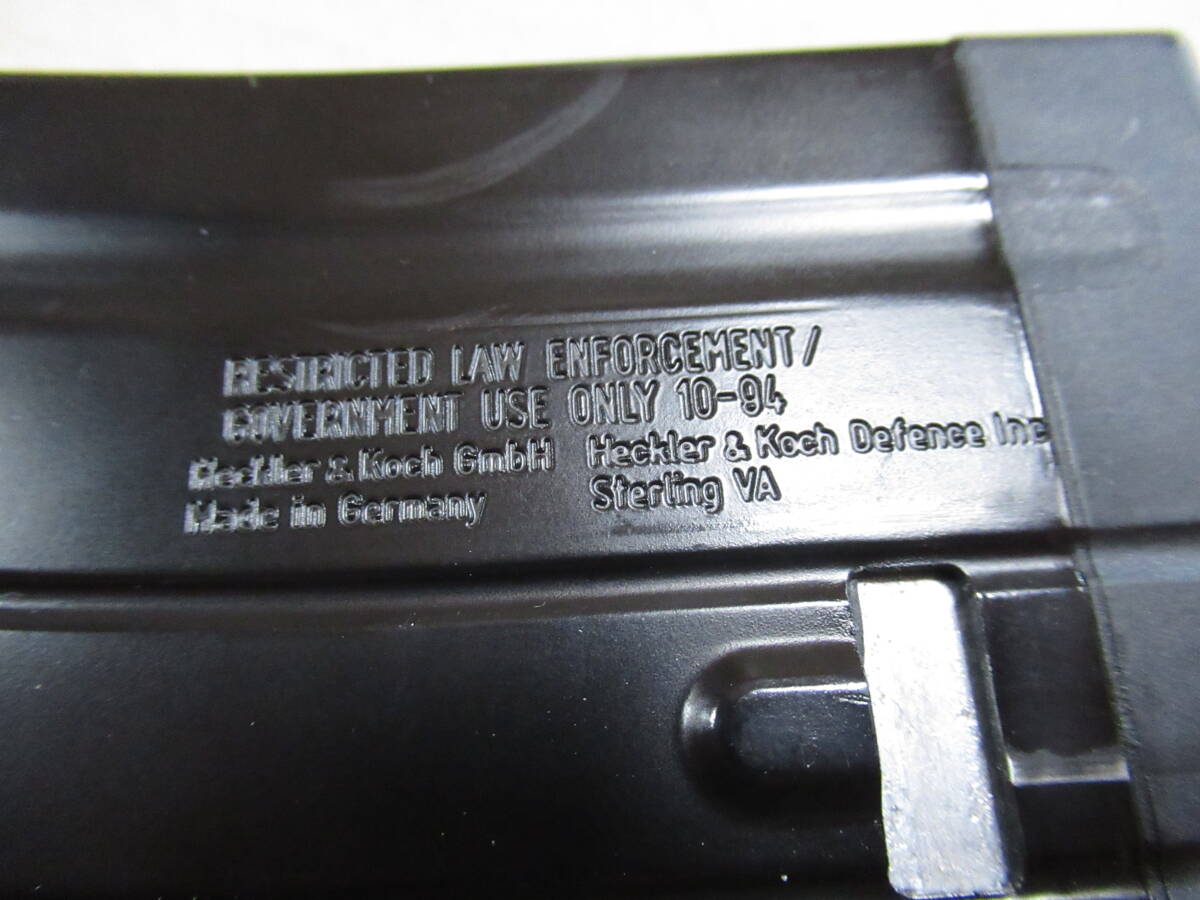 RESTRICTED LAW ENFORCEMENT/
GOVERNMENT USE ONLY 10-94
Heckler & Koch GmbH Heckler & Koch Defence Inc
Made in Germany Sterling VA